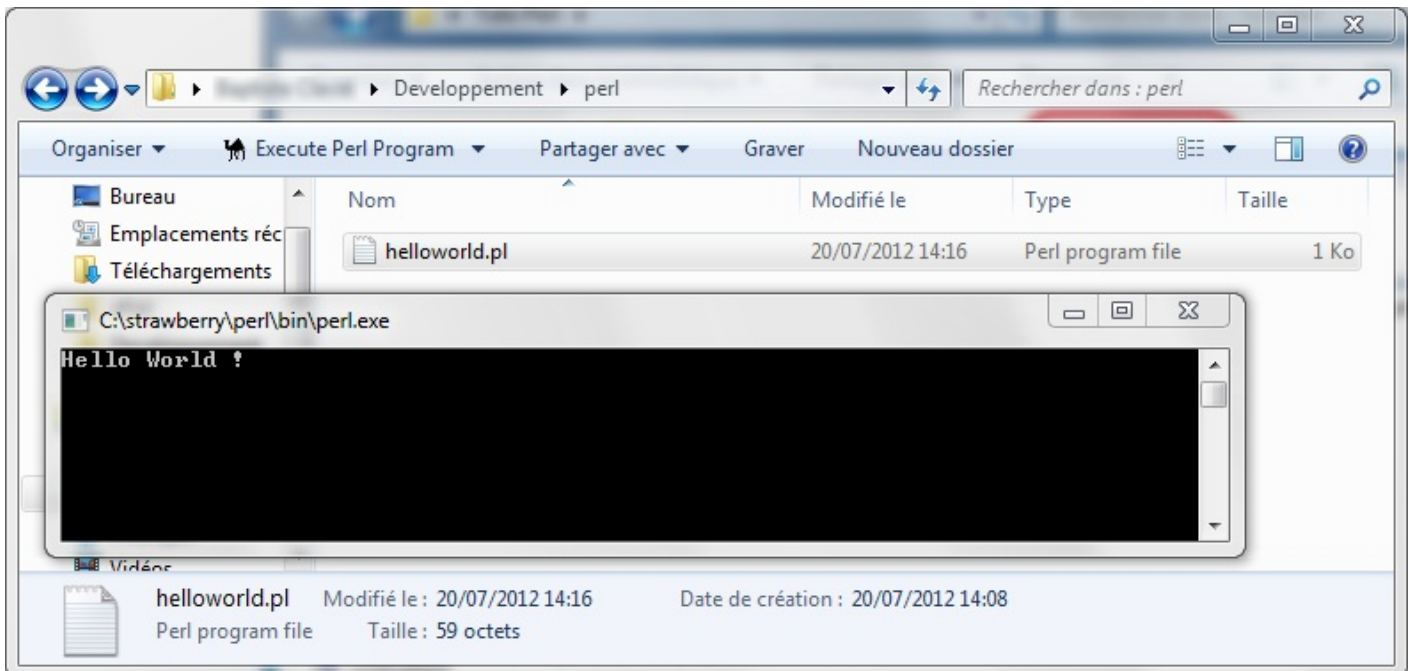 Developpement perl
Rechercher dans : perl
Organiser Execute Perl Program Partager avec Graver Nouveau dossier
Bureau
Emplacements réc
Téléchargements
Nom Modifié le Type Taille
helloworld.pl 20/07/2012 14:16 Perl program file 1 Ko
C:\strawberry\perl\bin\perl.exe
Hello World !
Vidéos
helloworld.pl Modifié le : 20/07/2012 14:16 Date de création : 20/07/2012 14:08
Perl program file Taille : 59 octets